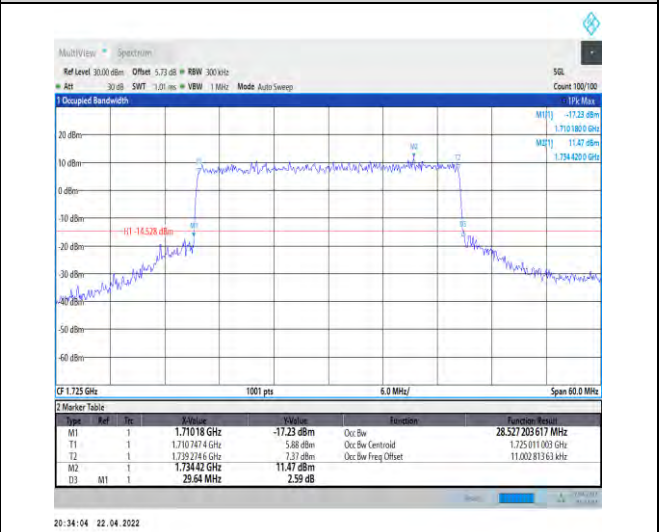 MultiView Spectrum
Ref Level 30.00 dBm Offset 5.73 dB RBW 300 kHz SGL
Att 30 dB SWT 1.01 ms VBW 1 MHz Mode Auto Sweep Count 100/100
1 Occupied Bandwidth 1Pk Max
M1[1] -17.23 dBm
1.710 180 0 GHz
M2[1] 11.47 dBm
1.734 420 0 GHz
20 dBm
M2
T1 T2
10 dBm
0 dBm
-10 dBm
M1
H1 -14.528 dBm
-20 dBm
-30 dBm
-40 dBm
-50 dBm
-60 dBm
CF 1.725 GHz 1001 pts 6.0 MHz/ Span 60.0 MHz
2 Marker Table
Type Ref Trc X-Value Y-Value Function Function Result
M1 1 1.710 18 GHz -17.23 dBm Occ Bw 28.527 203 617 MHz
T1 1 1.710 747 4 GHz 5.88 dBm Occ Bw Centroid 1.725 011 003 GHz
T2 1 1.739 274 6 GHz 7.37 dBm Occ Bw Freq Offset 11.002 813 63 kHz
M2 1 1.734 42 GHz 11.47 dBm
D3 M1 1 29.64 MHz 2.59 dB
20:34:04 22.04.2022